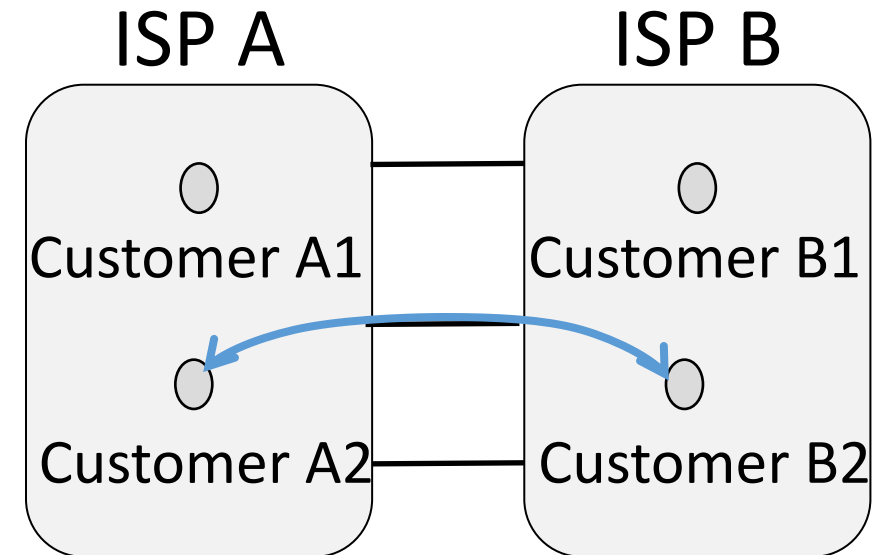 ISP A
ISP B
Customer A1
Customer B1
Customer A2
Customer B2